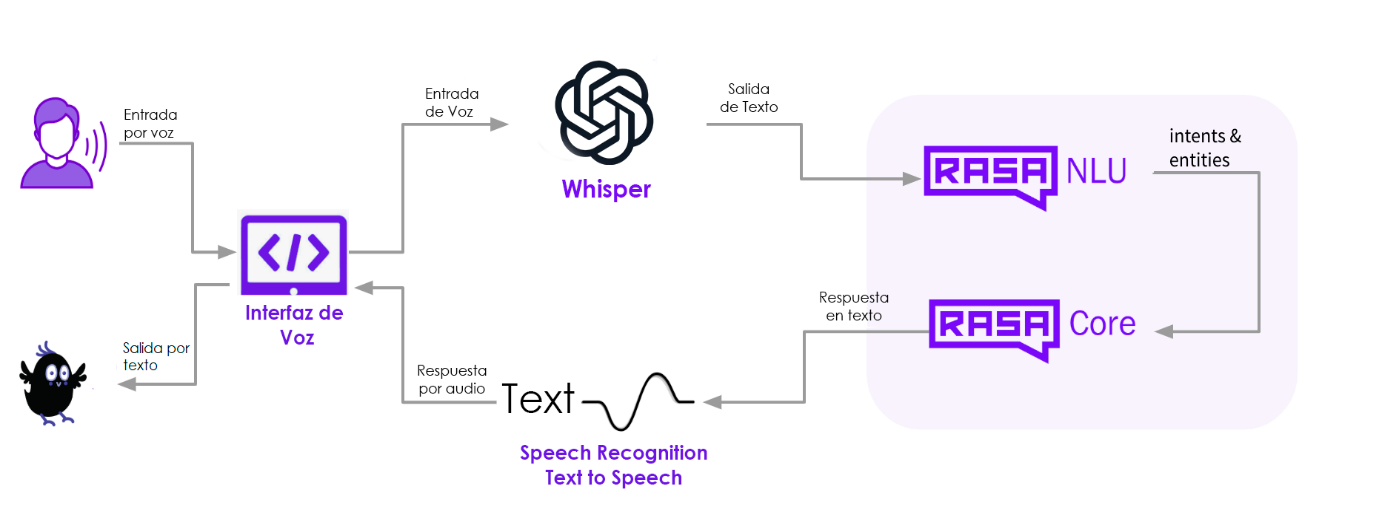 Entrada
por voz
Entrada
de Voz
Whisper
Salida
de Texto
RASA NLU
intents &
entities
</>
Interfaz de
Voz
Salida por
texto
Respuesta
por audio
Text
Speech Recognition
Text to Speech
Respuesta
en texto
RASA Core